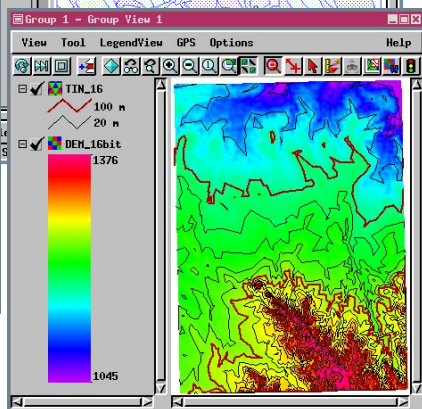 Group 1 - Group View 1
View Tool LegendView GPS Options Help
TIN_16
100 m
20 m
DEM_16bit
1376
1045